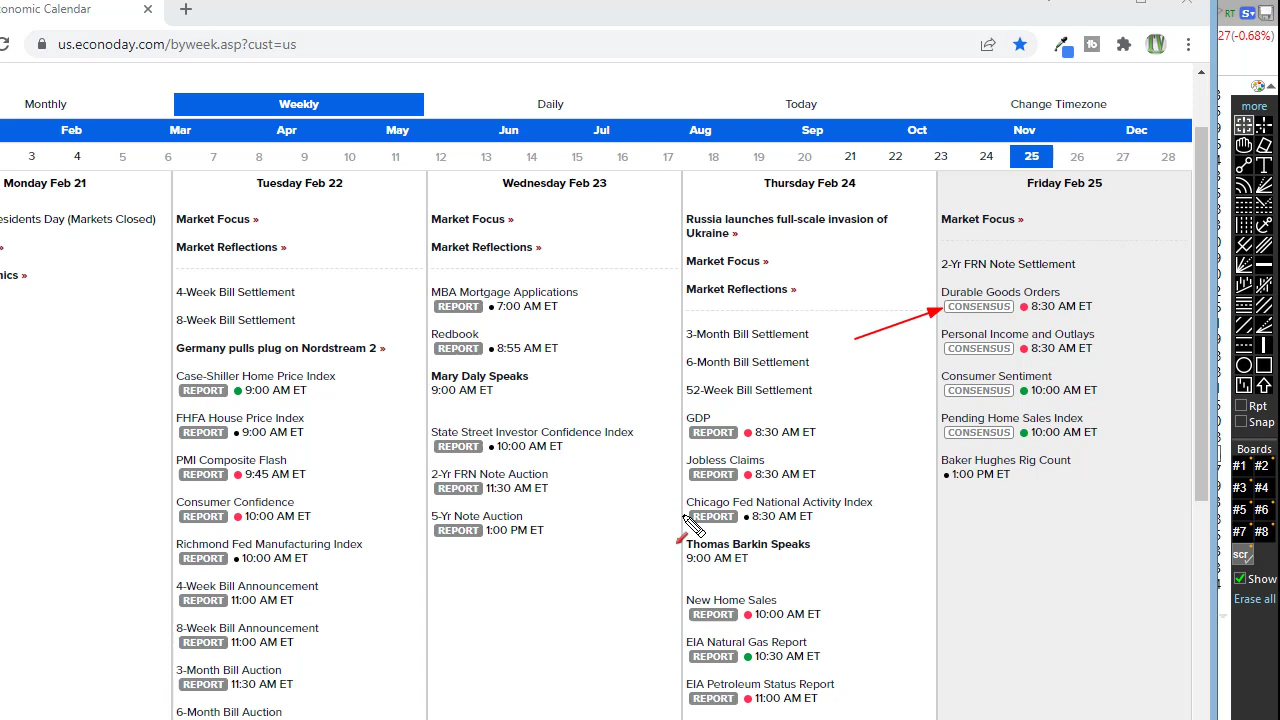 conomic Calendar
us.econoday.com/byweek.asp?cust=us
RT
27(-0.68%)
Monthly
Weekly
Daily
Today
Change Timezone
Feb Mar Apr May Jun Jul Aug Sep Oct Nov Dec
3 4 5 6 7 8 9 10 11 12 13 14 15 16 17 18 19 20 21 22 23 24 25 26 27 28
Monday Feb 21
esidents Day (Markets Closed)
»
mics »
Tuesday Feb 22
Market Focus »
Market Reflections »
4-Week Bill Settlement
8-Week Bill Settlement
Germany pulls plug on Nordstream 2 »
Case-Shiller Home Price Index
REPORT 9:00 AM ET
FHFA House Price Index
REPORT 9:00 AM ET
PMI Composite Flash
REPORT 9:45 AM ET
Consumer Confidence
REPORT 10:00 AM ET
Richmond Fed Manufacturing Index
REPORT 10:00 AM ET
4-Week Bill Announcement
REPORT 11:00 AM ET
8-Week Bill Announcement
REPORT 11:00 AM ET
3-Month Bill Auction
REPORT 11:30 AM ET
6-Month Bill Auction
Wednesday Feb 23
Market Focus »
Market Reflections »
MBA Mortgage Applications
REPORT 7:00 AM ET
Redbook
REPORT 8:55 AM ET
Mary Daly Speaks
9:00 AM ET
State Street Investor Confidence Index
REPORT 10:00 AM ET
2-Yr FRN Note Auction
REPORT 11:30 AM ET
5-Yr Note Auction
REPORT 1:00 PM ET
Thursday Feb 24
Russia launches full-scale invasion of
Ukraine »
Market Focus »
Market Reflections »
3-Month Bill Settlement
6-Month Bill Settlement
52-Week Bill Settlement
GDP
REPORT 8:30 AM ET
Jobless Claims
REPORT 8:30 AM ET
Chicago Fed National Activity Index
REPORT 8:30 AM ET
Thomas Barkin Speaks
9:00 AM ET
New Home Sales
REPORT 10:00 AM ET
EIA Natural Gas Report
REPORT 10:30 AM ET
EIA Petroleum Status Report
REPORT 11:00 AM ET
Friday Feb 25
Market Focus »
2-Yr FRN Note Settlement
Durable Goods Orders
CONSENSUS 8:30 AM ET
Personal Income and Outlays
CONSENSUS 8:30 AM ET
Consumer Sentiment
CONSENSUS 10:00 AM ET
Pending Home Sales Index
CONSENSUS 10:00 AM ET
Baker Hughes Rig Count
1:00 PM ET
more
Rpt
Snap
Boards
#1 #2
#3 #4
#5 #6
#7 #8
scr
Show
Erase all